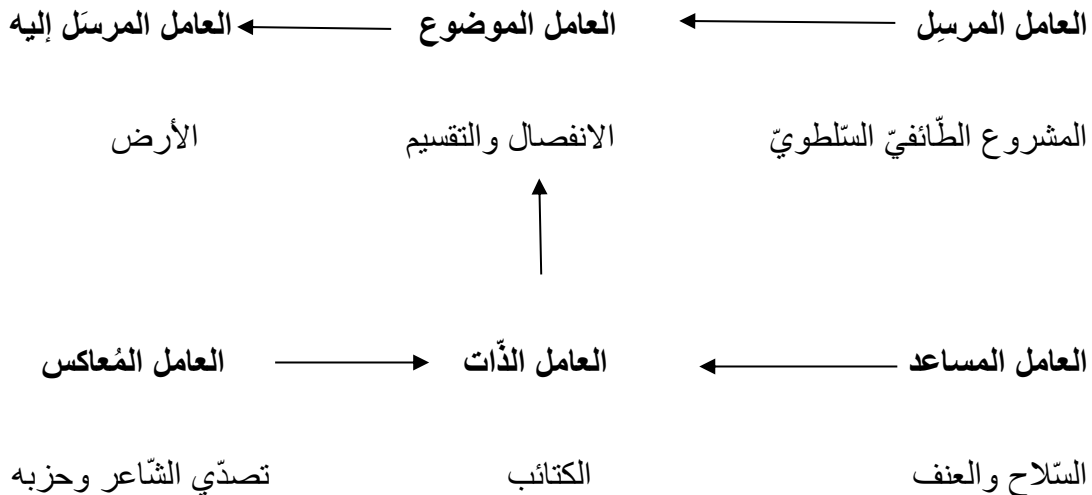 العامل المرسِل العامل الموضوع العامل المرسَل إليه
المشروع الطّائفيّ السّلطويّ الانفصال والتقسيم الأرض
العامل المساعد العامل الذّات العامل المُعاكس
السّلاح والعنف الكتائب تصدّي الشّاعر وحزبه